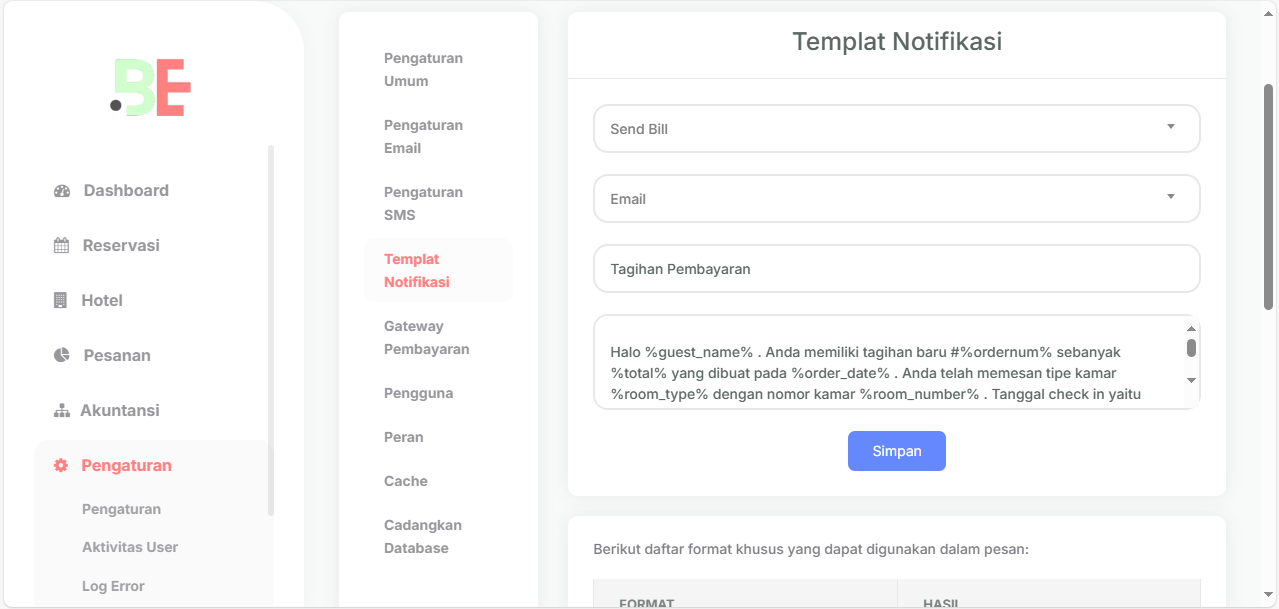 BE
Dashboard
Reservasi
Hotel
Pesanan
Akuntansi
Pengaturan
Pengaturan
Aktivitas User
Log Error
Pengaturan
Umum
Pengaturan
Email
Pengaturan
SMS
Templat
Notifikasi
Gateway
Pembayaran
Pengguna
Peran
Cache
Cadangkan
Database
Templat Notifikasi
Send Bill
Email
Tagihan Pembayaran
Halo %guest_name% . Anda memiliki tagihan baru #%ordernum% sebanyak
%total% yang dibuat pada %order_date% . Anda telah memesan tipe kamar
%room_type% dengan nomor kamar %room_number% . Tanggal check in yaitu
Simpan
Berikut daftar format khusus yang dapat digunakan dalam pesan:
FORMAT
HASIL